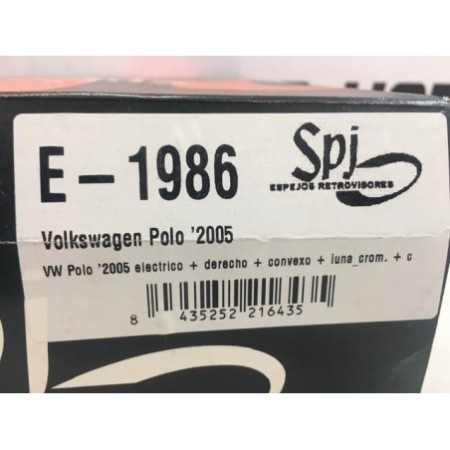 E-1986
Spj
ESPEJOS RETROVISORES
Volkswagen Polo '2005
VW Polo '2005 electrico + derecho + convexo + luna_crom. + c
8 435252 216435